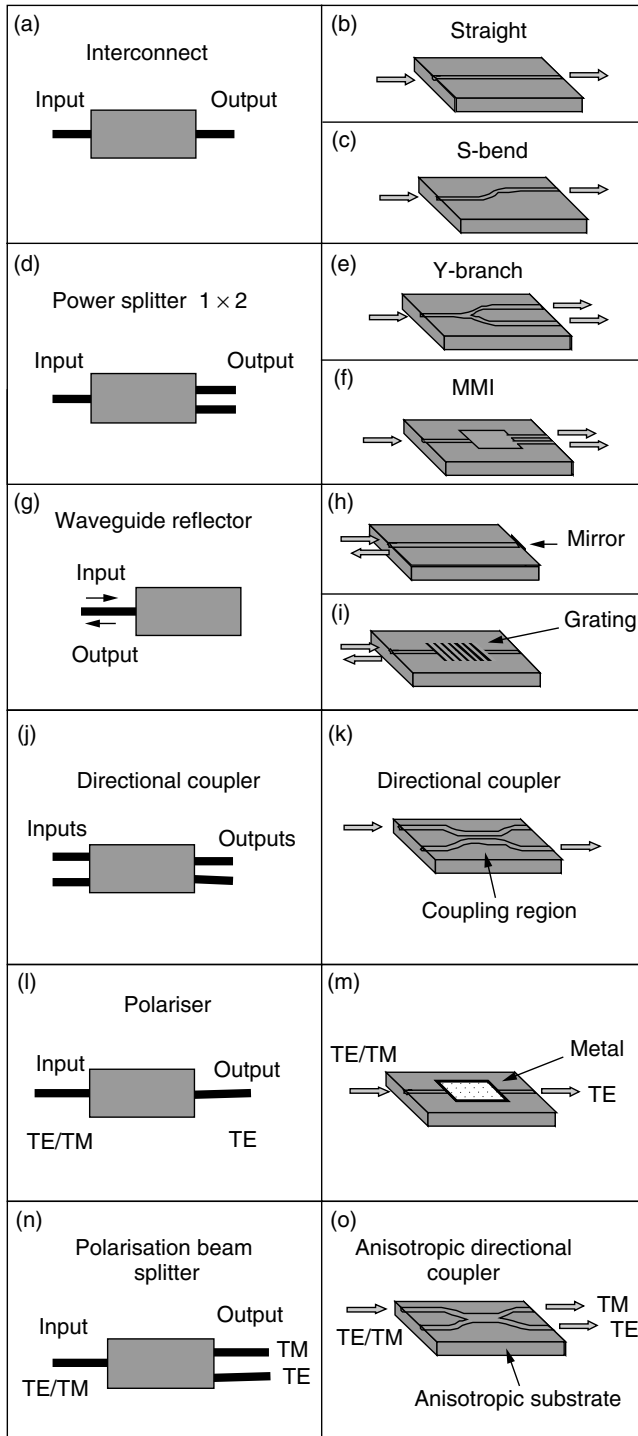 (a)
Interconnect
Input Output
(b)
Straight
(c)
S-bend
(d)
Power splitter 1 × 2
Input Output
(e)
Y-branch
(f)
MMI
(g)
Waveguide reflector
Input
Output
(h)
Mirror
(i)
Grating
(j)
Directional coupler
Inputs Outputs
(k)
Directional coupler
Coupling region
(l)
Polariser
Input Output
TE/TM TE
(m)
TE/TM Metal
TE
(n)
Polarisation beam
splitter
Input Output
TM
TE/TM TE
(o)
Anisotropic directional
coupler
TM
TE/TM TE
Anisotropic substrate